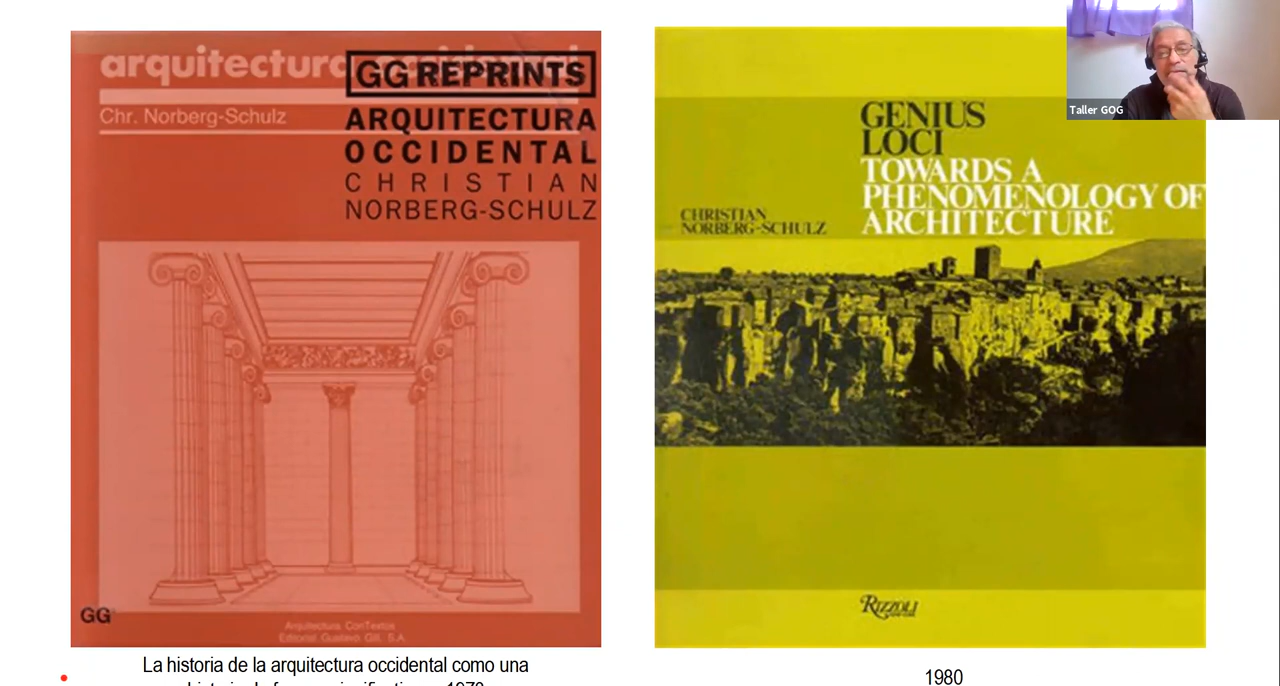 arquitectura
GG REPRINTS
Chr. Norberg-Schulz
ARQUITECTURA
OCCIDENTAL
CHRISTIAN
NORBERG-SCHULZ
GG
Arquitectura ConTextos
Editorial Gustavo Gili, S.A.
La historia de la arquitectura occidental como una
GENIUS
LOCI
TOWARDS A
PHENOMENOLOGY OF
ARCHITECTURE
CHRISTIAN
NORBERG-SCHULZ
RIZZOLI
1980
Taller GOG